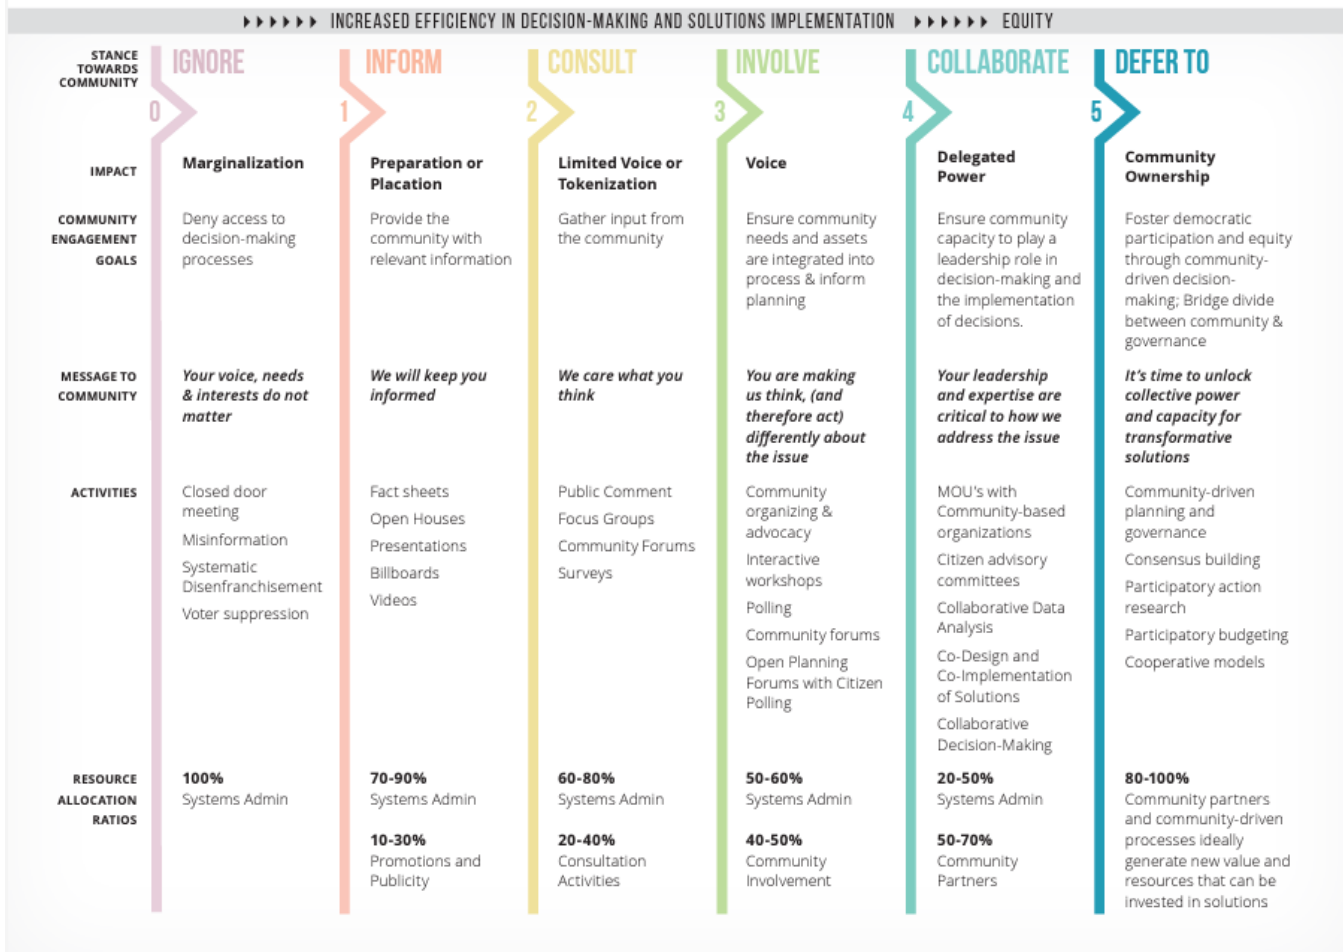 INCREASED EFFICIENCY IN DECISION-MAKING AND SOLUTIONS IMPLEMENTATION EQUITY
STANCE
TOWARDS
COMMUNITY
IGNORE
INFORM
CONSULT
INVOLVE
COLLABORATE
DEFER TO
0
1
2
3
4
5
IMPACT
Marginalization
Preparation or
Placation
Limited Voice or
Tokenization
Voice
Delegated
Power
Community
Ownership
COMMUNITY
ENGAGEMENT
GOALS
Deny access to
decision-making
processes
Provide the
community with
relevant information
Gather input from
the community
Ensure community
needs and assets
are integrated into
process & inform
planning
Ensure community
capacity to play a
leadership role in
decision-making and
the implementation
of decisions.
Foster democratic
participation and equity
through community-
driven decision-
making; Bridge divide
between community &
governance
MESSAGE TO
COMMUNITY
Your voice, needs
& interests do not
matter
We will keep you
informed
We care what you
think
You are making
us think, (and
therefore act)
differently about
the issue
Your leadership
and expertise are
critical to how we
address the issue
It's time to unlock
collective power
and capacity for
transformative
solutions
ACTIVITIES
Closed door
meeting
Misinformation
Systematic
Disenfranchisement
Voter suppression
Fact sheets
Open Houses
Presentations
Billboards
Videos
Public Comment
Focus Groups
Community Forums
Surveys
Community
organizing &
advocacy
Interactive
workshops
Polling
Community forums
Open Planning
Forums with Citizen
Polling
MOU's with
Community-based
organizations
Citizen advisory
committees
Collaborative Data
Analysis
Co-Design and
Co-Implementation
of Solutions
Collaborative
Decision-Making
Community-driven
planning and
governance
Consensus building
Participatory action
research
Participatory budgeting
Cooperative models
RESOURCE
ALLOCATION
RATIOS
100%
Systems Admin
70-90%
Systems Admin
10-30%
Promotions and
Publicity
60-80%
Systems Admin
20-40%
Consultation
Activities
50-60%
Systems Admin
40-50%
Community
Involvement
20-50%
Systems Admin
50-70%
Community
Partners
80-100%
Community partners
and community-driven
processes ideally
generate new value and
resources that can be
invested in solutions